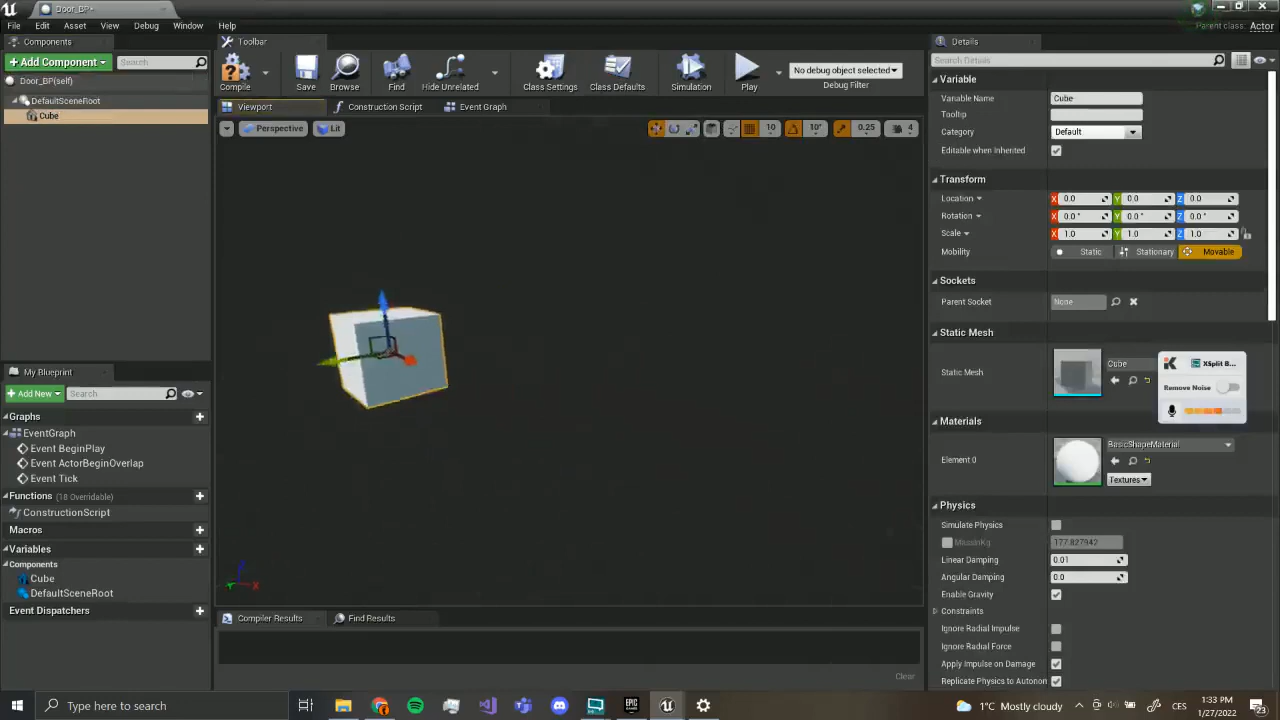 Door_BP*
File Edit Asset View Debug Window Help
Parent class: Actor
Components
Toolbar
Details
Add Component
Search
Door_BP(self)
DefaultSceneRoot
Cube
Compile
Save
Browse
Find
Hide Unrelated
Class Settings
Class Defaults
Simulation
Play
No debug object selected
Debug Filter
Search Details
Viewport
Construction Script
Event Graph
Perspective
Lit
10
10°
0.25
4
Variable
Variable Name Cube
Tooltip
Category Default
Editable when Inherited
Transform
Location X 0.0 Y 0.0 Z 0.0
Rotation X 0.0 ° Y 0.0 ° Z 0.0 °
Scale X 1.0 Y 1.0 Z 1.0
Mobility Static Stationary Movable
Sockets
Parent Socket None
Static Mesh
Static Mesh Cube
XSplit B...
Remove Noise
Materials
Element 0 BasicShapeMaterial
Textures
Physics
Simulate Physics
MassInKg 177.827942
Linear Damping 0.01
Angular Damping 0.0
Enable Gravity
Constraints
Ignore Radial Impulse
Ignore Radial Force
Apply Impulse on Damage
Replicate Physics to Autonom
My Blueprint
Add New Search
Graphs
EventGraph
Event BeginPlay
Event ActorBeginOverlap
Event Tick
Functions (18 Overridable)
ConstructionScript
Macros
Variables
Components
Cube
DefaultSceneRoot
Event Dispatchers
Compiler Results
Find Results
Clear
Type here to search
1°C Mostly cloudy
CES
1:33 PM
1/27/2022
23